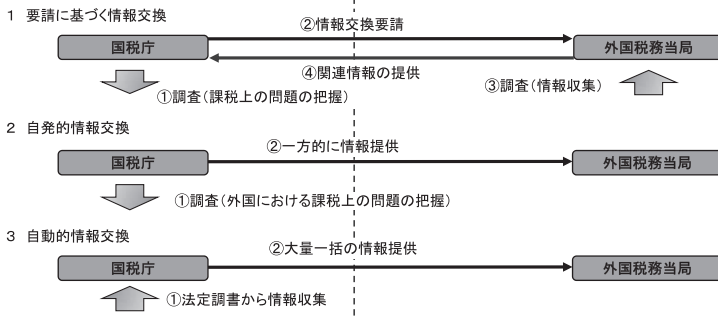 1 要請に基づく情報交換
②情報交換要請
国税庁
外国税務当局
④関連情報の提供
③調査(情報収集)
①調査(課税上の問題の把握)
2 自発的情報交換
②一方的に情報提供
国税庁
外国税務当局
①調査(外国における課税上の問題の把握)
3 自動的情報交換
②大量一括の情報提供
国税庁
外国税務当局
①法定調書から情報収集